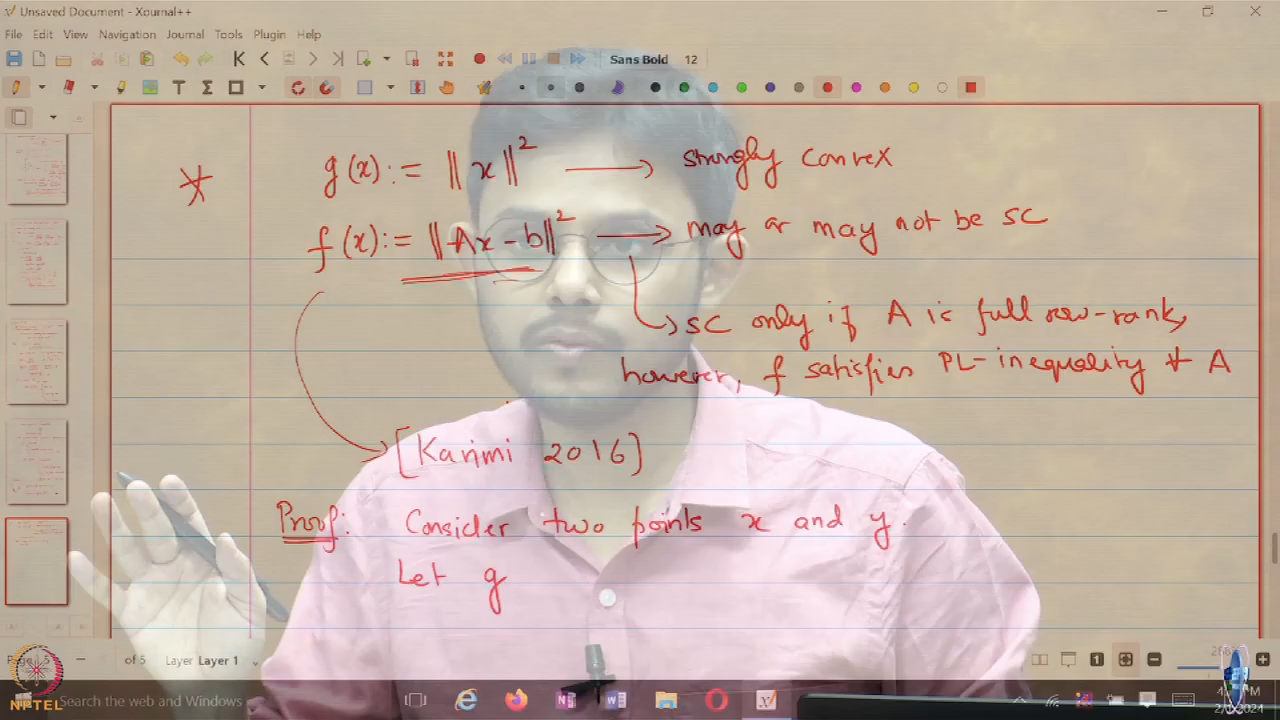 Unsaved Document - Xournal++
File Edit View Navigation Journal Tools Plugin Help
Sans Bold 12
g(x) := ||x||² → strongly convex
f(x) := ||Ax - b||² → may or may not be SC
→ SC only if A is full row-rank,
however, f satisfies PL-inequality ∀ A
[Karimi 2016]
Proof: Consider two points x and y.
Let g
Page 5 of 5 Layer Layer 1
NPTEL
Search the web and Windows